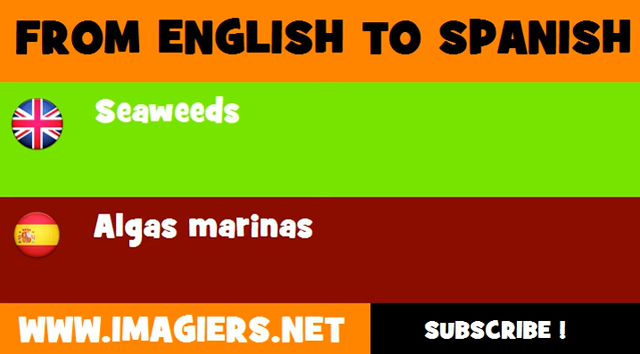 FROM ENGLISH TO SPANISH
Seaweeds
Algas marinas
WWW.IMAGIERS.NET
SUBSCRIBE !